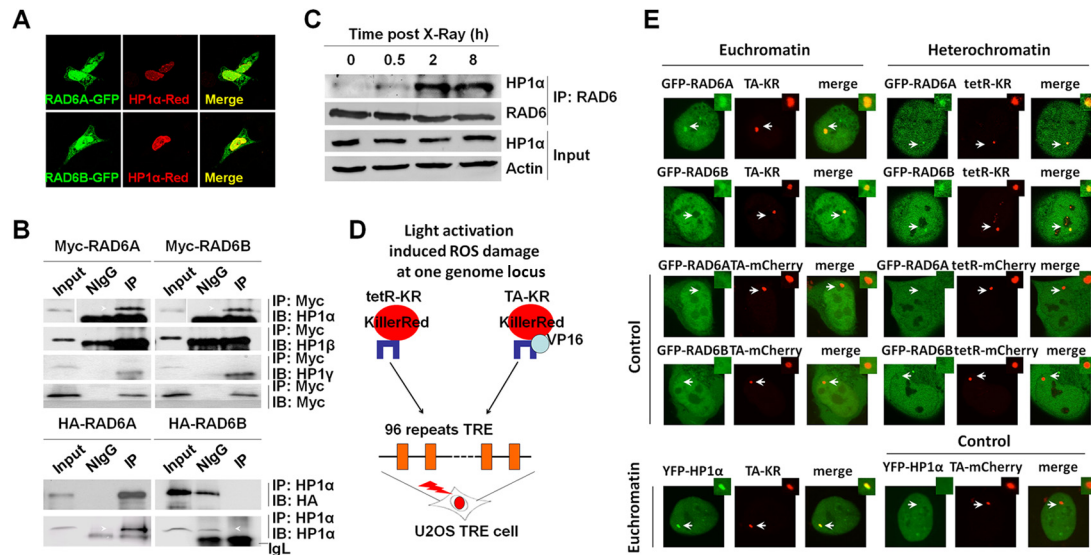 A
RAD6A-GFP HP1α-Red Merge
RAD6B-GFP HP1α-Red Merge
B
Myc-RAD6A Myc-RAD6B
Input NIgG IP Input NIgG IP
IP: Myc
IB: HP1α
IP: Myc
IB: HP1β
IP: Myc
IB: HP1γ
IP: Myc
IB: Myc
HA-RAD6A HA-RAD6B
Input NIgG IP Input NIgG IP
IP: HP1α
IB: HA
IP: HP1α
IB: HP1α
IgL
C
Time post X-Ray (h)
0 0.5 2 8
HP1α
RAD6
IP: RAD6
HP1α
Actin
Input
D
Light activation
induced ROS damage
at one genome locus
tetR-KR TA-KR
KillerRed KillerRed
VP16
96 repeats TRE
U2OS TRE cell
E
Euchromatin Heterochromatin
GFP-RAD6A TA-KR merge GFP-RAD6A tetR-KR merge
GFP-RAD6B TA-KR merge GFP-RAD6B tetR-KR merge
Control
GFP-RAD6A TA-mCherry merge GFP-RAD6A tetR-mCherry merge
GFP-RAD6B TA-mCherry merge GFP-RAD6B tetR-mCherry merge
Control
Euchromatin
YFP-HP1α TA-KR merge YFP-HP1α TA-mCherry merge